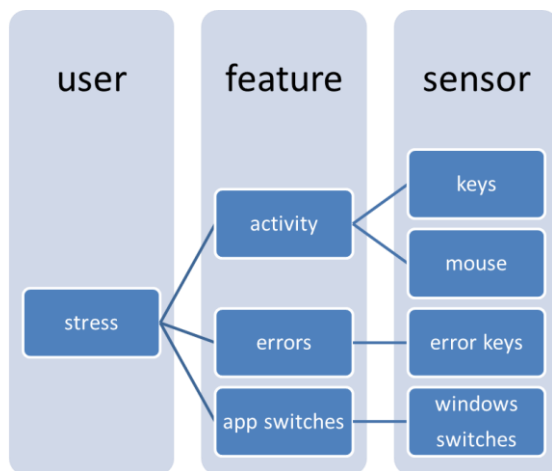 user
feature
sensor
keys
activity
mouse
stress
errors
error keys
app switches
windows
switches